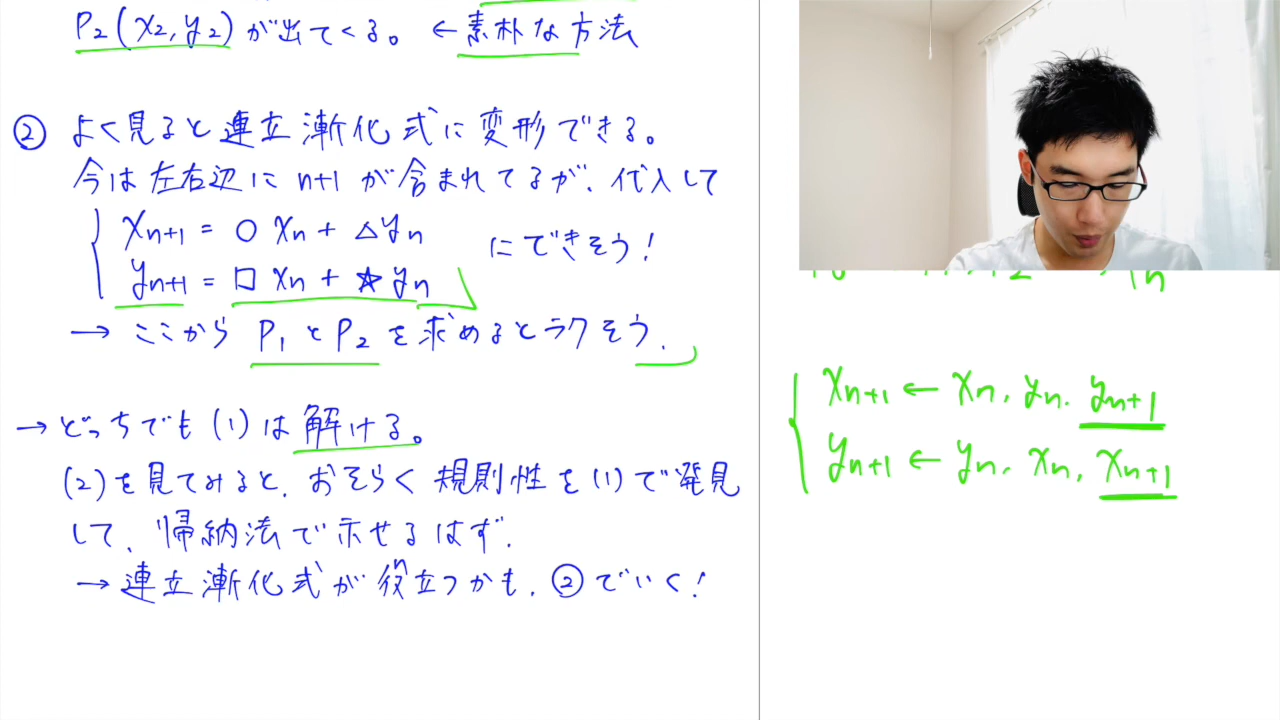 P₂(x₂, y₂)が出てくる。 ←素朴な方法
② よく見ると連立漸化式に変形できる。
今は左右辺に n+1 が含まれてるが、代入して
{ xₙ₊₁ = ○ xₙ + △yₙ
yₙ₊₁ = □ xₙ + ☆yₙ
にできそう!
→ ここから P₁とP₂を求めるとラクそう.
→どっちでも(1)は解ける。
(2)を見てみると、おそらく規則性を(1)で発見
して、帰納法で示せるはず.
→連立漸化式が役立つかも. ②でいく!
{ xₙ₊₁ ← xₙ, yₙ. yₙ₊₁
yₙ₊₁ ← yₙ, xₙ, xₙ₊₁